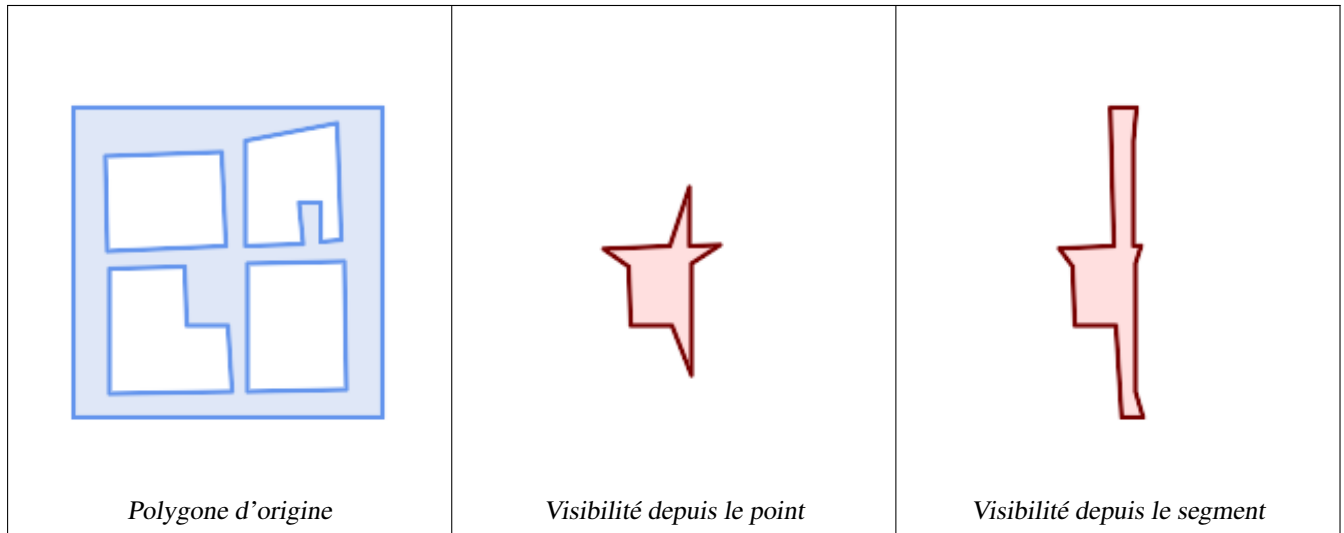 Polygone d'origine
Visibilité depuis le point
Visibilité depuis le segment